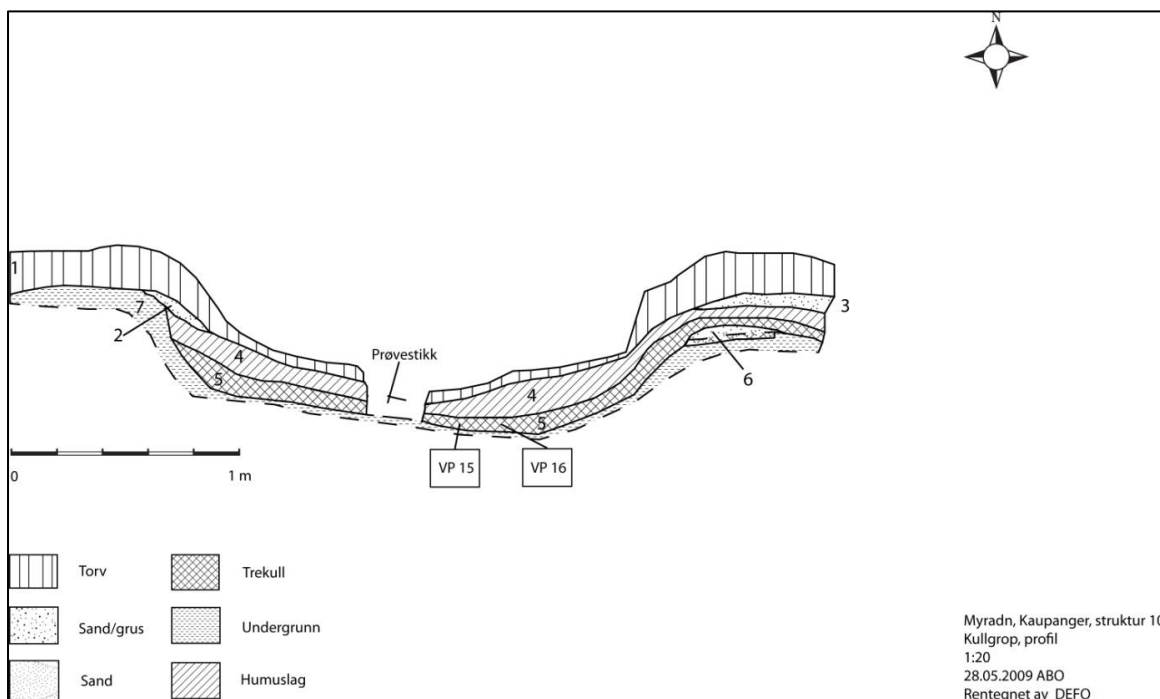 N
1
7
2
4
5
Prøvestikk
4
5
3
6
VP 15
VP 16
0
1 m
Torv
Trekull
Sand/grus
Undergrunn
Sand
Humuslag
Myradn, Kaupanger, struktur 10
Kullgrop, profil
1:20
28.05.2009 ABO
Rentegnet av DEFO